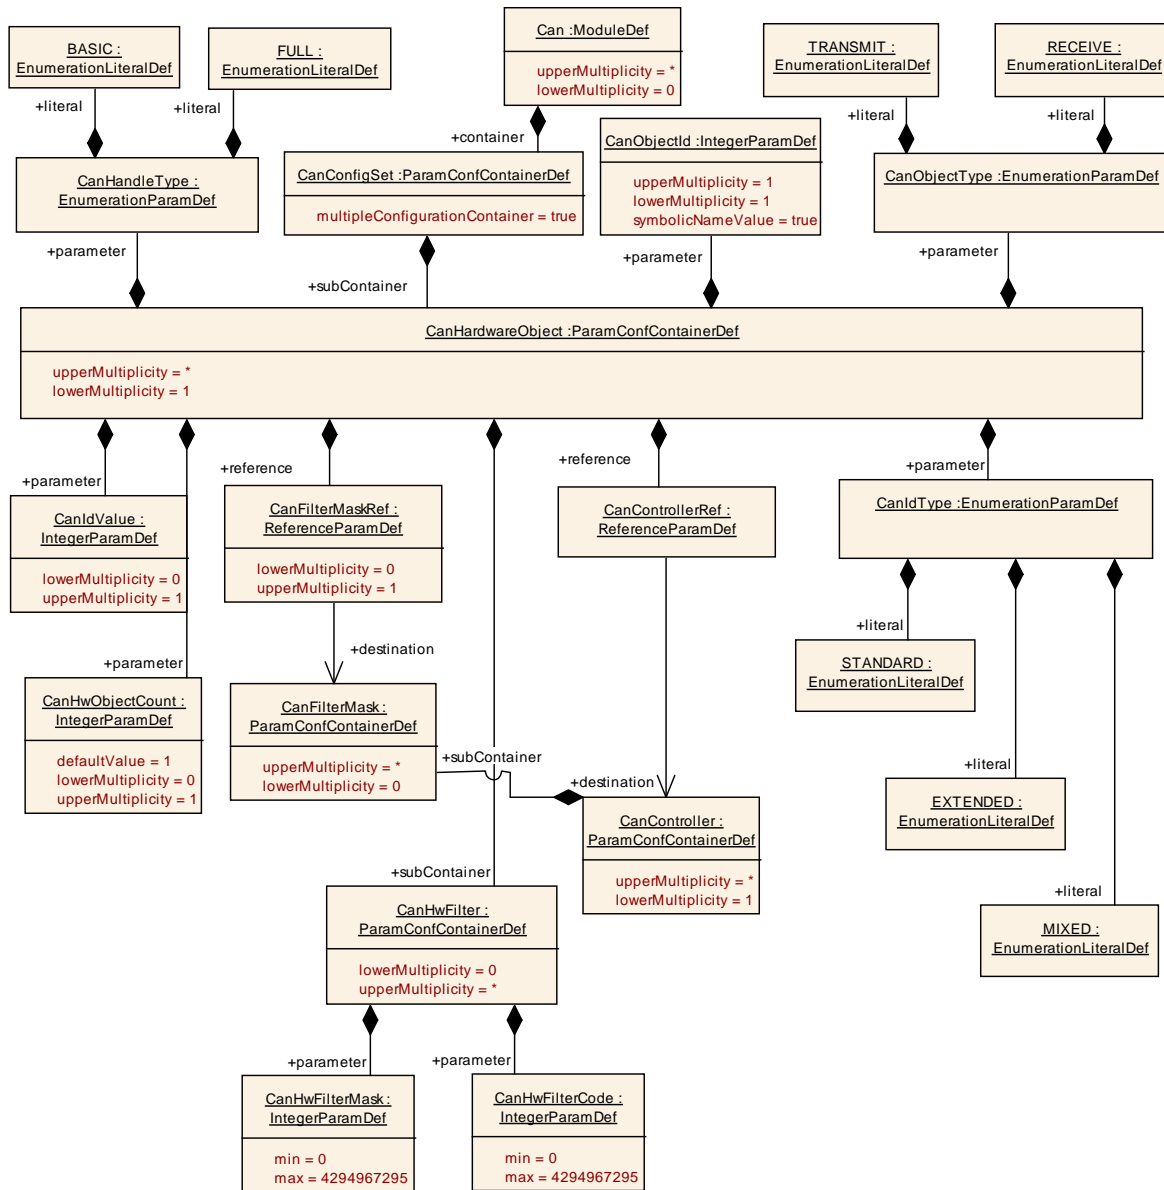 BASIC :
EnumerationLiteralDef
FULL :
EnumerationLiteralDef
Can :ModuleDef
upperMultiplicity = *
lowerMultiplicity = 0
TRANSMIT :
EnumerationLiteralDef
RECEIVE :
EnumerationLiteralDef
+literal
+literal
+container
+literal
+literal
CanHandleType :
EnumerationParamDef
CanConfigSet :ParamConfContainerDef
multipleConfigurationContainer = true
CanObjectId :IntegerParamDef
upperMultiplicity = 1
lowerMultiplicity = 1
symbolicNameValue = true
CanObjectType :EnumerationParamDef
+parameter
+subContainer
+parameter
+parameter
CanHardwareObject :ParamConfContainerDef
upperMultiplicity = *
lowerMultiplicity = 1
+parameter
+reference
+reference
+parameter
CanIdValue :
IntegerParamDef
lowerMultiplicity = 0
upperMultiplicity = 1
CanFilterMaskRef :
ReferenceParamDef
lowerMultiplicity = 0
upperMultiplicity = 1
CanControllerRef :
ReferenceParamDef
CanIdType :EnumerationParamDef
+parameter
+destination
+literal
STANDARD :
EnumerationLiteralDef
CanHwObjectCount :
IntegerParamDef
defaultValue = 1
lowerMultiplicity = 0
upperMultiplicity = 1
CanFilterMask :
ParamConfContainerDef
upperMultiplicity = *
lowerMultiplicity = 0
+subContainer
+destination
+literal
EXTENDED :
EnumerationLiteralDef
CanController :
ParamConfContainerDef
upperMultiplicity = *
lowerMultiplicity = 1
+subContainer
+literal
CanHwFilter :
ParamConfContainerDef
lowerMultiplicity = 0
upperMultiplicity = *
MIXED :
EnumerationLiteralDef
+parameter
+parameter
CanHwFilterMask :
IntegerParamDef
min = 0
max = 4294967295
CanHwFilterCode :
IntegerParamDef
min = 0
max = 4294967295